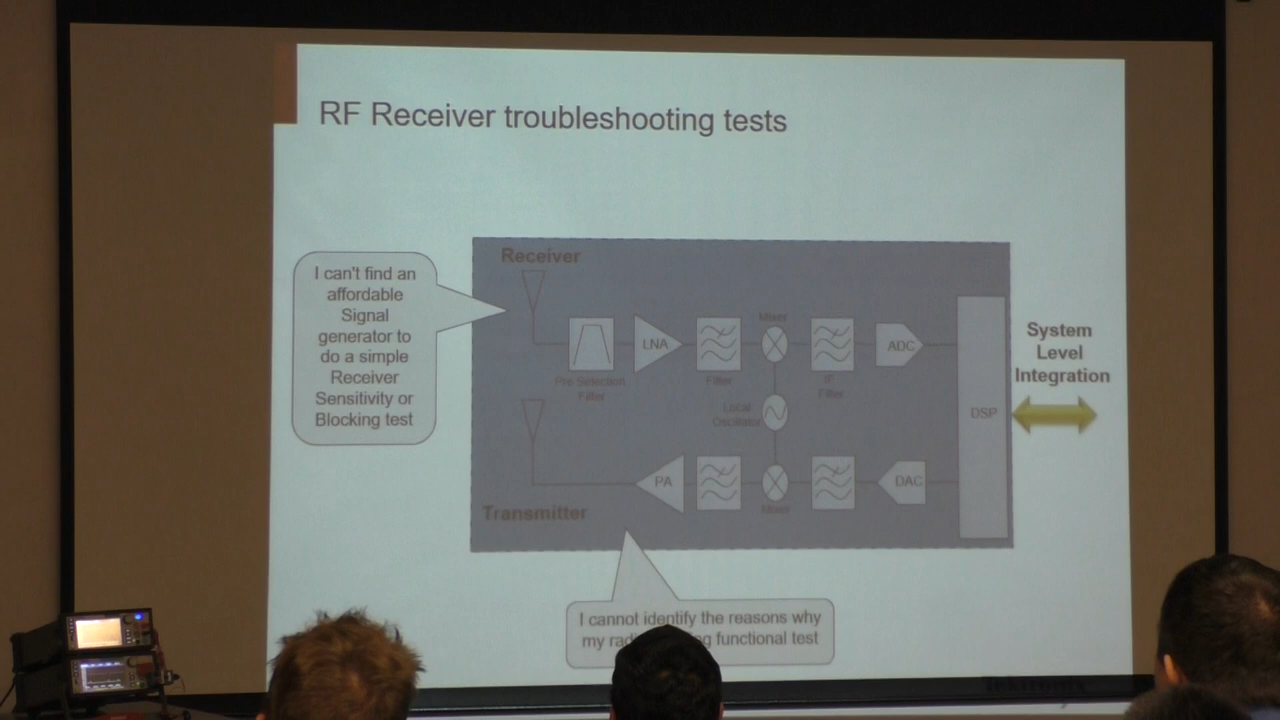 RF Receiver troubleshooting tests
I can't find an
affordable
Signal
generator to
do a simple
Receiver
Sensitivity or
Blocking test
Receiver
Pre Selection
Filter
LNA
Filter
Mixer
IF
Filter
ADC
Local
Oscillator
DSP
System
Level
Integration
Transmitter
PA
Mixer
DAC
I cannot identify the reasons why
my functional test
Tektronix